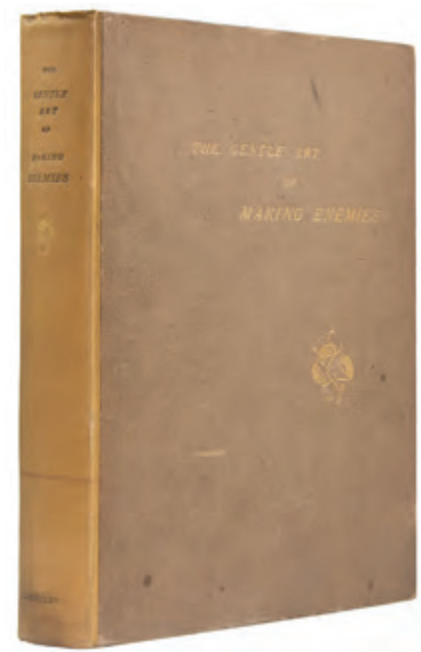 THE
GENTLE
ART
OF
MAKING
ENEMIES
THE GENTLE ART
OF
MAKING ENEMIES